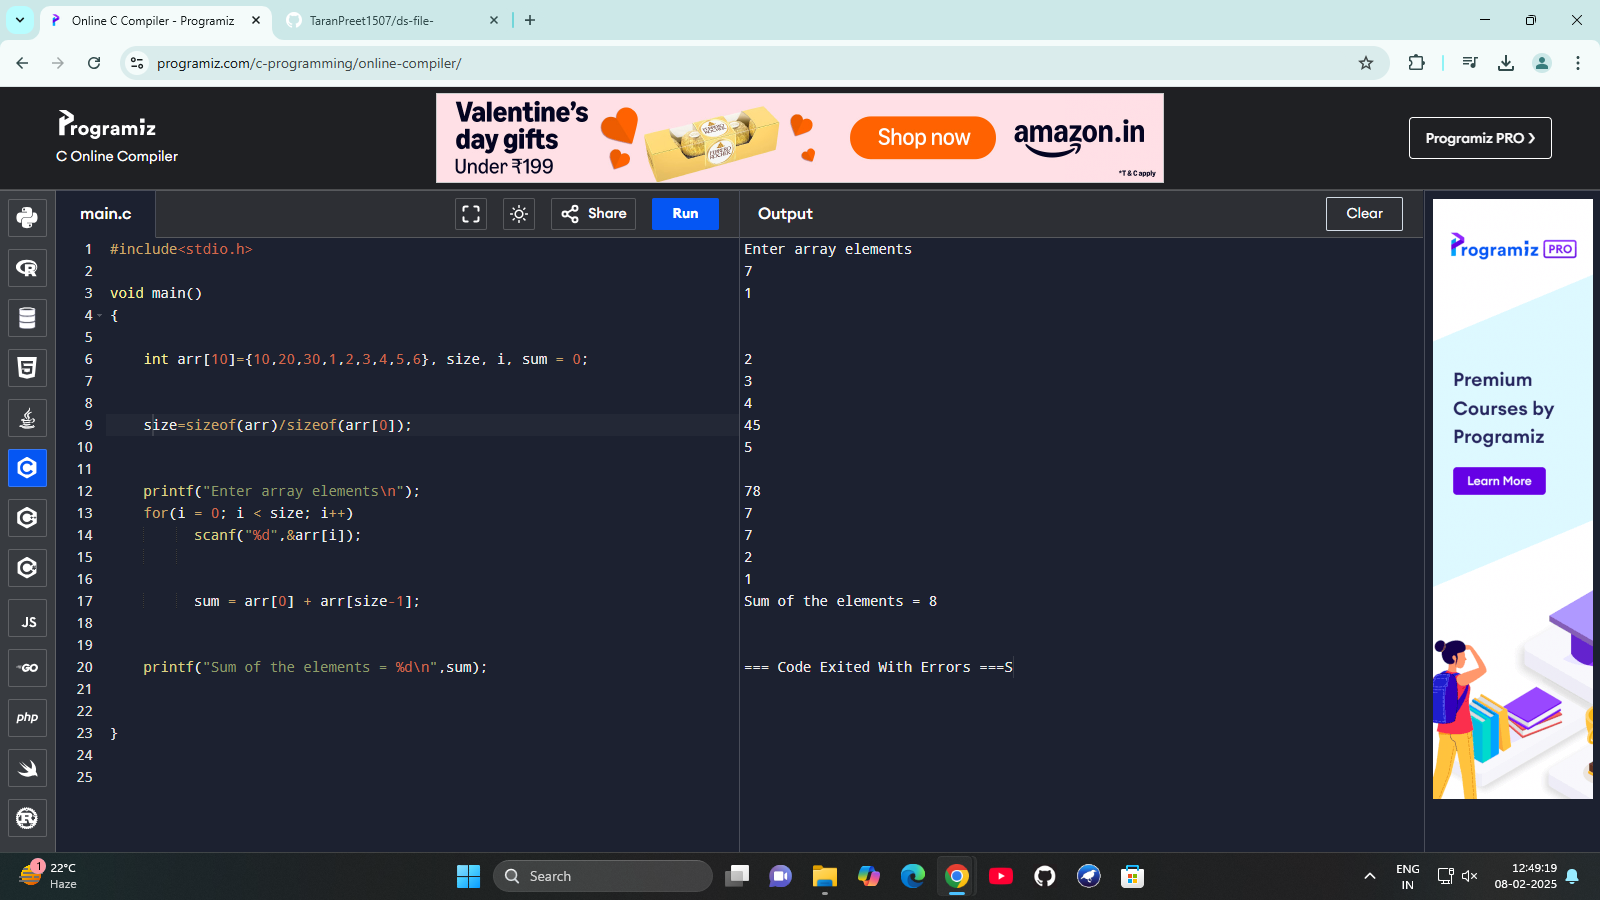 Online C Compiler - Programiz
TaranPreet1507/ds-file-
programiz.com/c-programming/online-compiler/
Programiz
C Online Compiler
Valentine's
day gifts
Under ₹199
Shop now
amazon.in
*T & C apply
Programiz PRO ❯
main.c
Share
Run
Output
Clear
1 #include<stdio.h>
2
3 void main()
4 {
5
6 int arr[10]={10,20,30,1,2,3,4,5,6}, size, i, sum = 0;
7
8
9 size=sizeof(arr)/sizeof(arr[0]);
10
11
12 printf("Enter array elements\n");
13 for(i = 0; i < size; i++)
14 scanf("%d",&arr[i]);
15
16
17 sum = arr[0] + arr[size-1];
18
19
20 printf("Sum of the elements = %d\n",sum);
21
22
23 }
24
25
Enter array elements
7
1
2
3
4
45
5
78
7
7
2
1
Sum of the elements = 8
=== Code Exited With Errors ===S
Programiz PRO
Premium
Courses by
Programiz
Learn More
JS
GO
php
1
22°C
Haze
Search
ENG
IN
12:49:19
08-02-2025